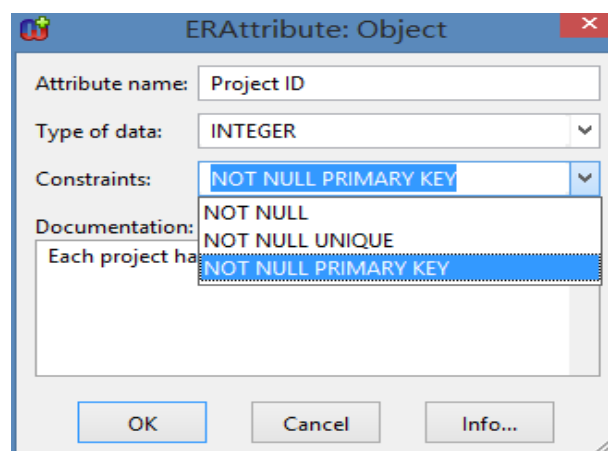 ERAttribute: Object
Attribute name: Project ID
Type of data: INTEGER
Constraints: NOT NULL PRIMARY KEY
NOT NULL
Documentation:
NOT NULL UNIQUE
Each project ha
NOT NULL PRIMARY KEY
OK Cancel Info...